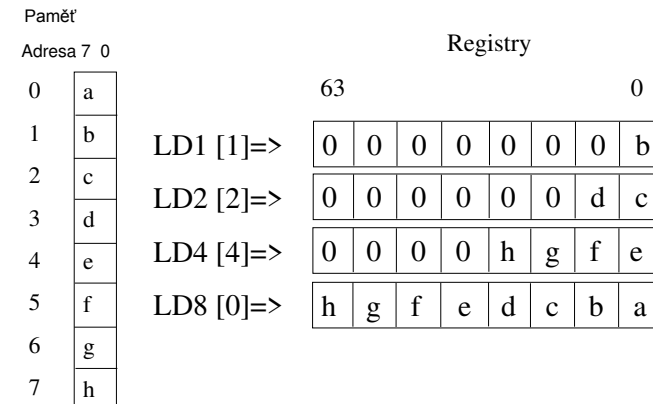 Paměť
Adresa 7 0
Registry
63 0
0 a
1 b
2 c
3 d
4 e
5 f
6 g
7 h
LD1 [1]=> 0 0 0 0 0 0 0 b
LD2 [2]=> 0 0 0 0 0 0 d c
LD4 [4]=> 0 0 0 0 h g f e
LD8 [0]=> h g f e d c b a